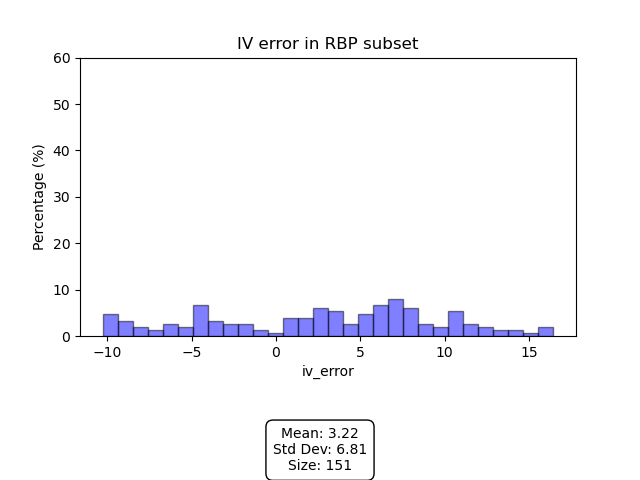 IV error in RBP subset
60
50
40
30
20
10
0
Percentage (%)
−10 −5 0 5 10 15
iv_error
Mean: 3.22
Std Dev: 6.81
Size: 151